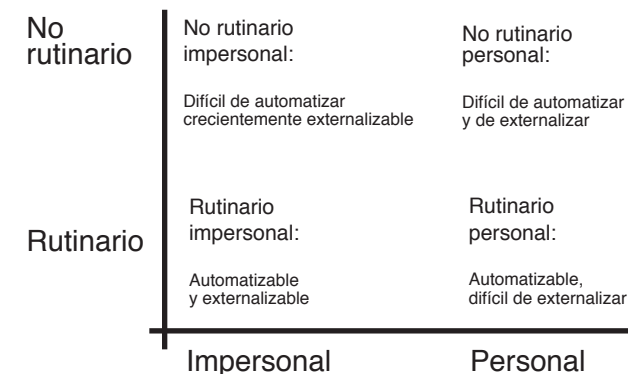 No
rutinario
No rutinario
impersonal:
Difícil de automatizar
crecientemente externalizable
No rutinario
personal:
Difícil de automatizar
y de externalizar
Rutinario
Rutinario
impersonal:
Automatizable
y externalizable
Rutinario
personal:
Automatizable,
difícil de externalizar
Impersonal
Personal